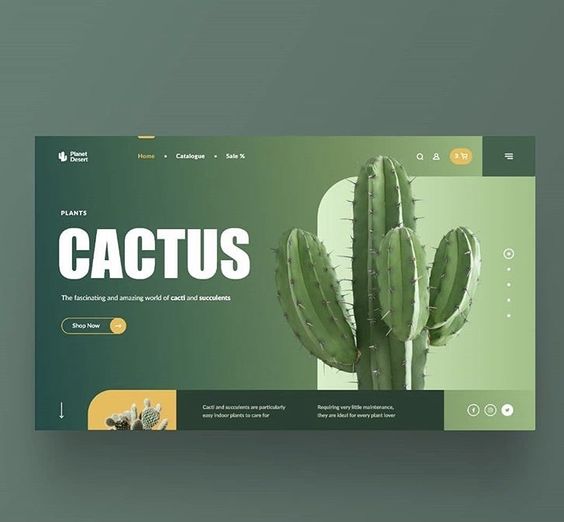 Planet
Desert
Home
Catalogue
Sale %
3
PLANTS
CACTUS
The fascinating and amazing world of cacti and succulents
Shop Now
Cacti and succulents are particularly
easy indoor plants to care for
Requiring very little maintenance,
they are ideal for every plant lover